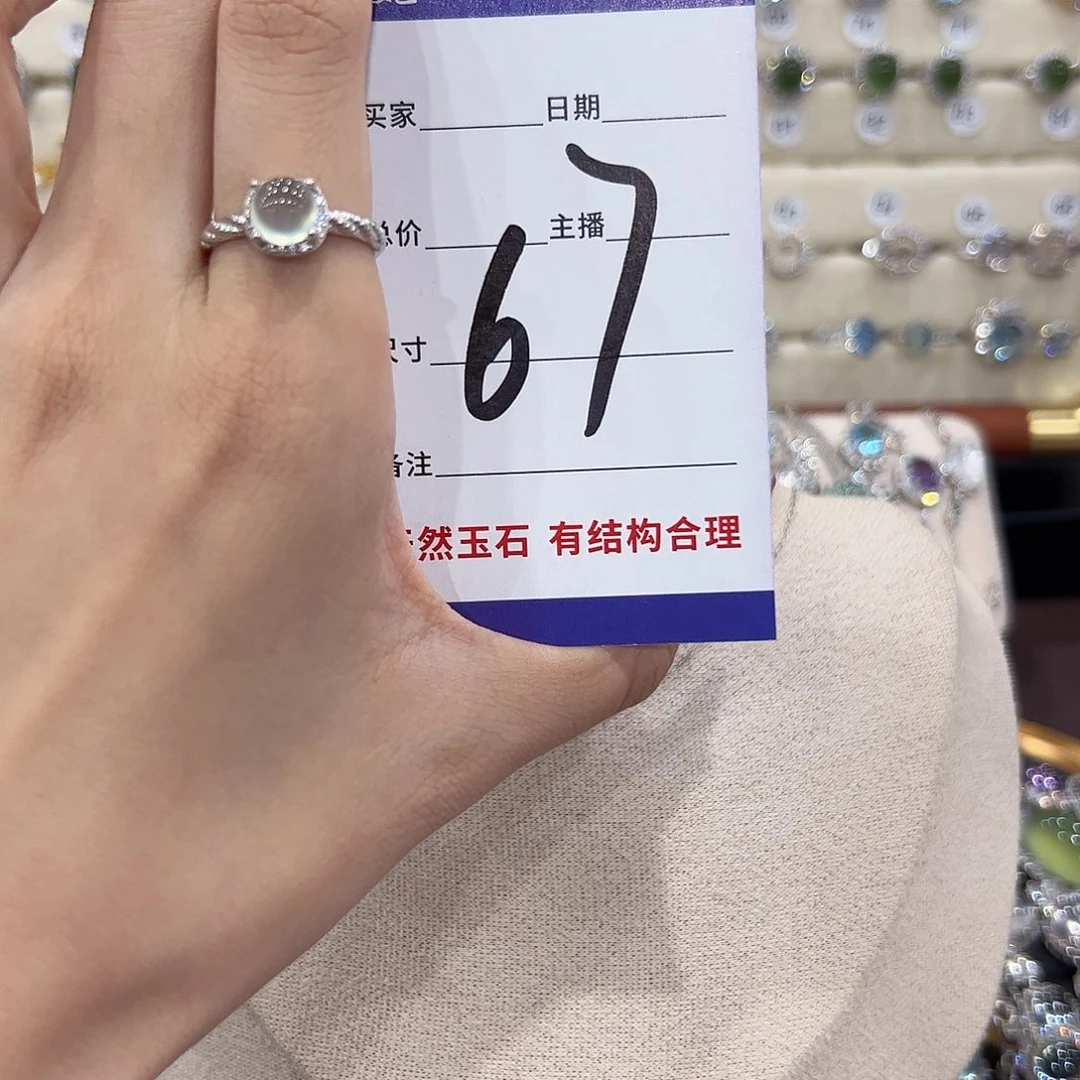 买家 日期
总价 主播
尺寸
备注
67
天然玉石 有结构合理